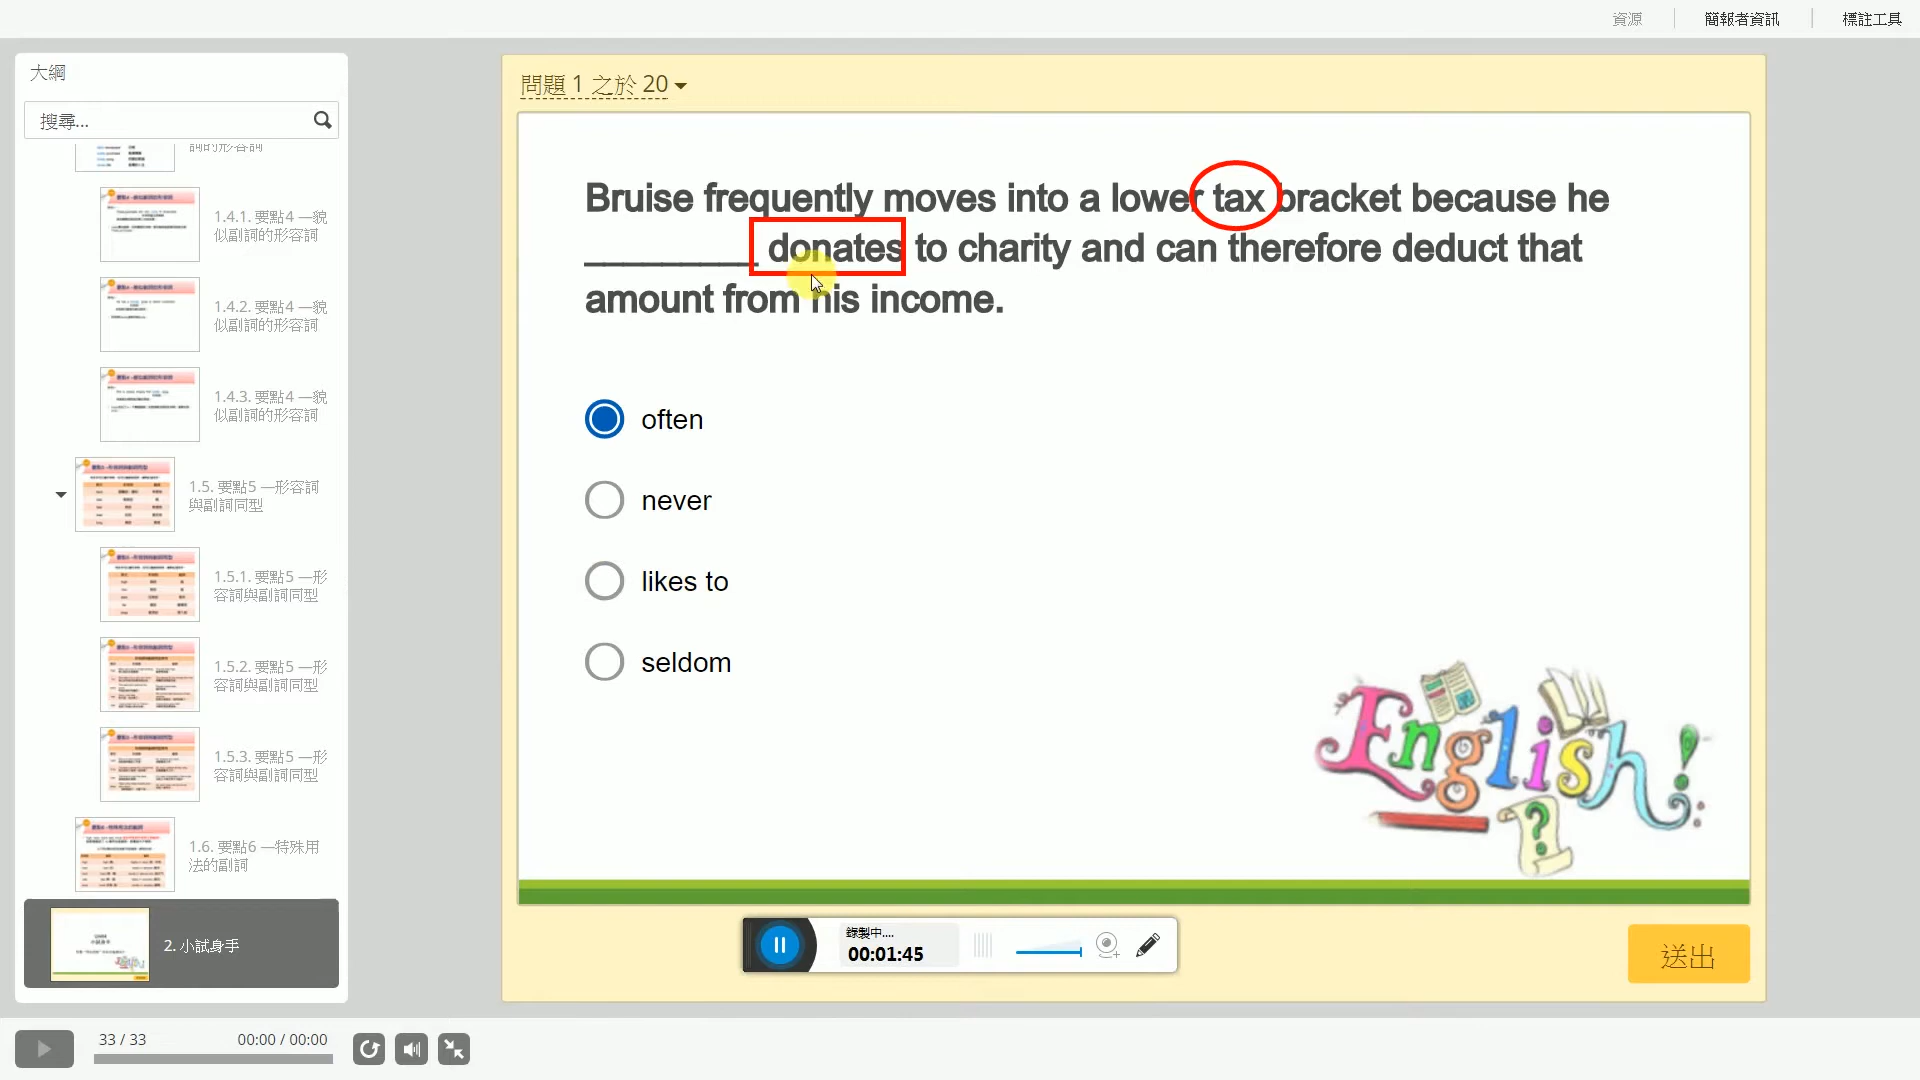 資源
簡報者資訊
標註工具
大綱
搜尋...
詞的形容詞
1.4.1. 要點4 —貌
似副詞的形容詞
1.4.2. 要點4 —貌
似副詞的形容詞
1.4.3. 要點4 —貌
似副詞的形容詞
1.5. 要點5 —形容詞
與副詞同型
1.5.1. 要點5 —形
容詞與副詞同型
1.5.2. 要點5 —形
容詞與副詞同型
1.5.3. 要點5 —形
容詞與副詞同型
1.6. 要點6 —特殊用
法的副詞
2. 小試身手
問題 1 之於 20
Bruise frequently moves into a lower tax bracket because he
_________ donates to charity and can therefore deduct that
amount from his income.
often
never
likes to
seldom
English!
?
錄製中....
00:01:45
送出
33 / 33
00:00 / 00:00